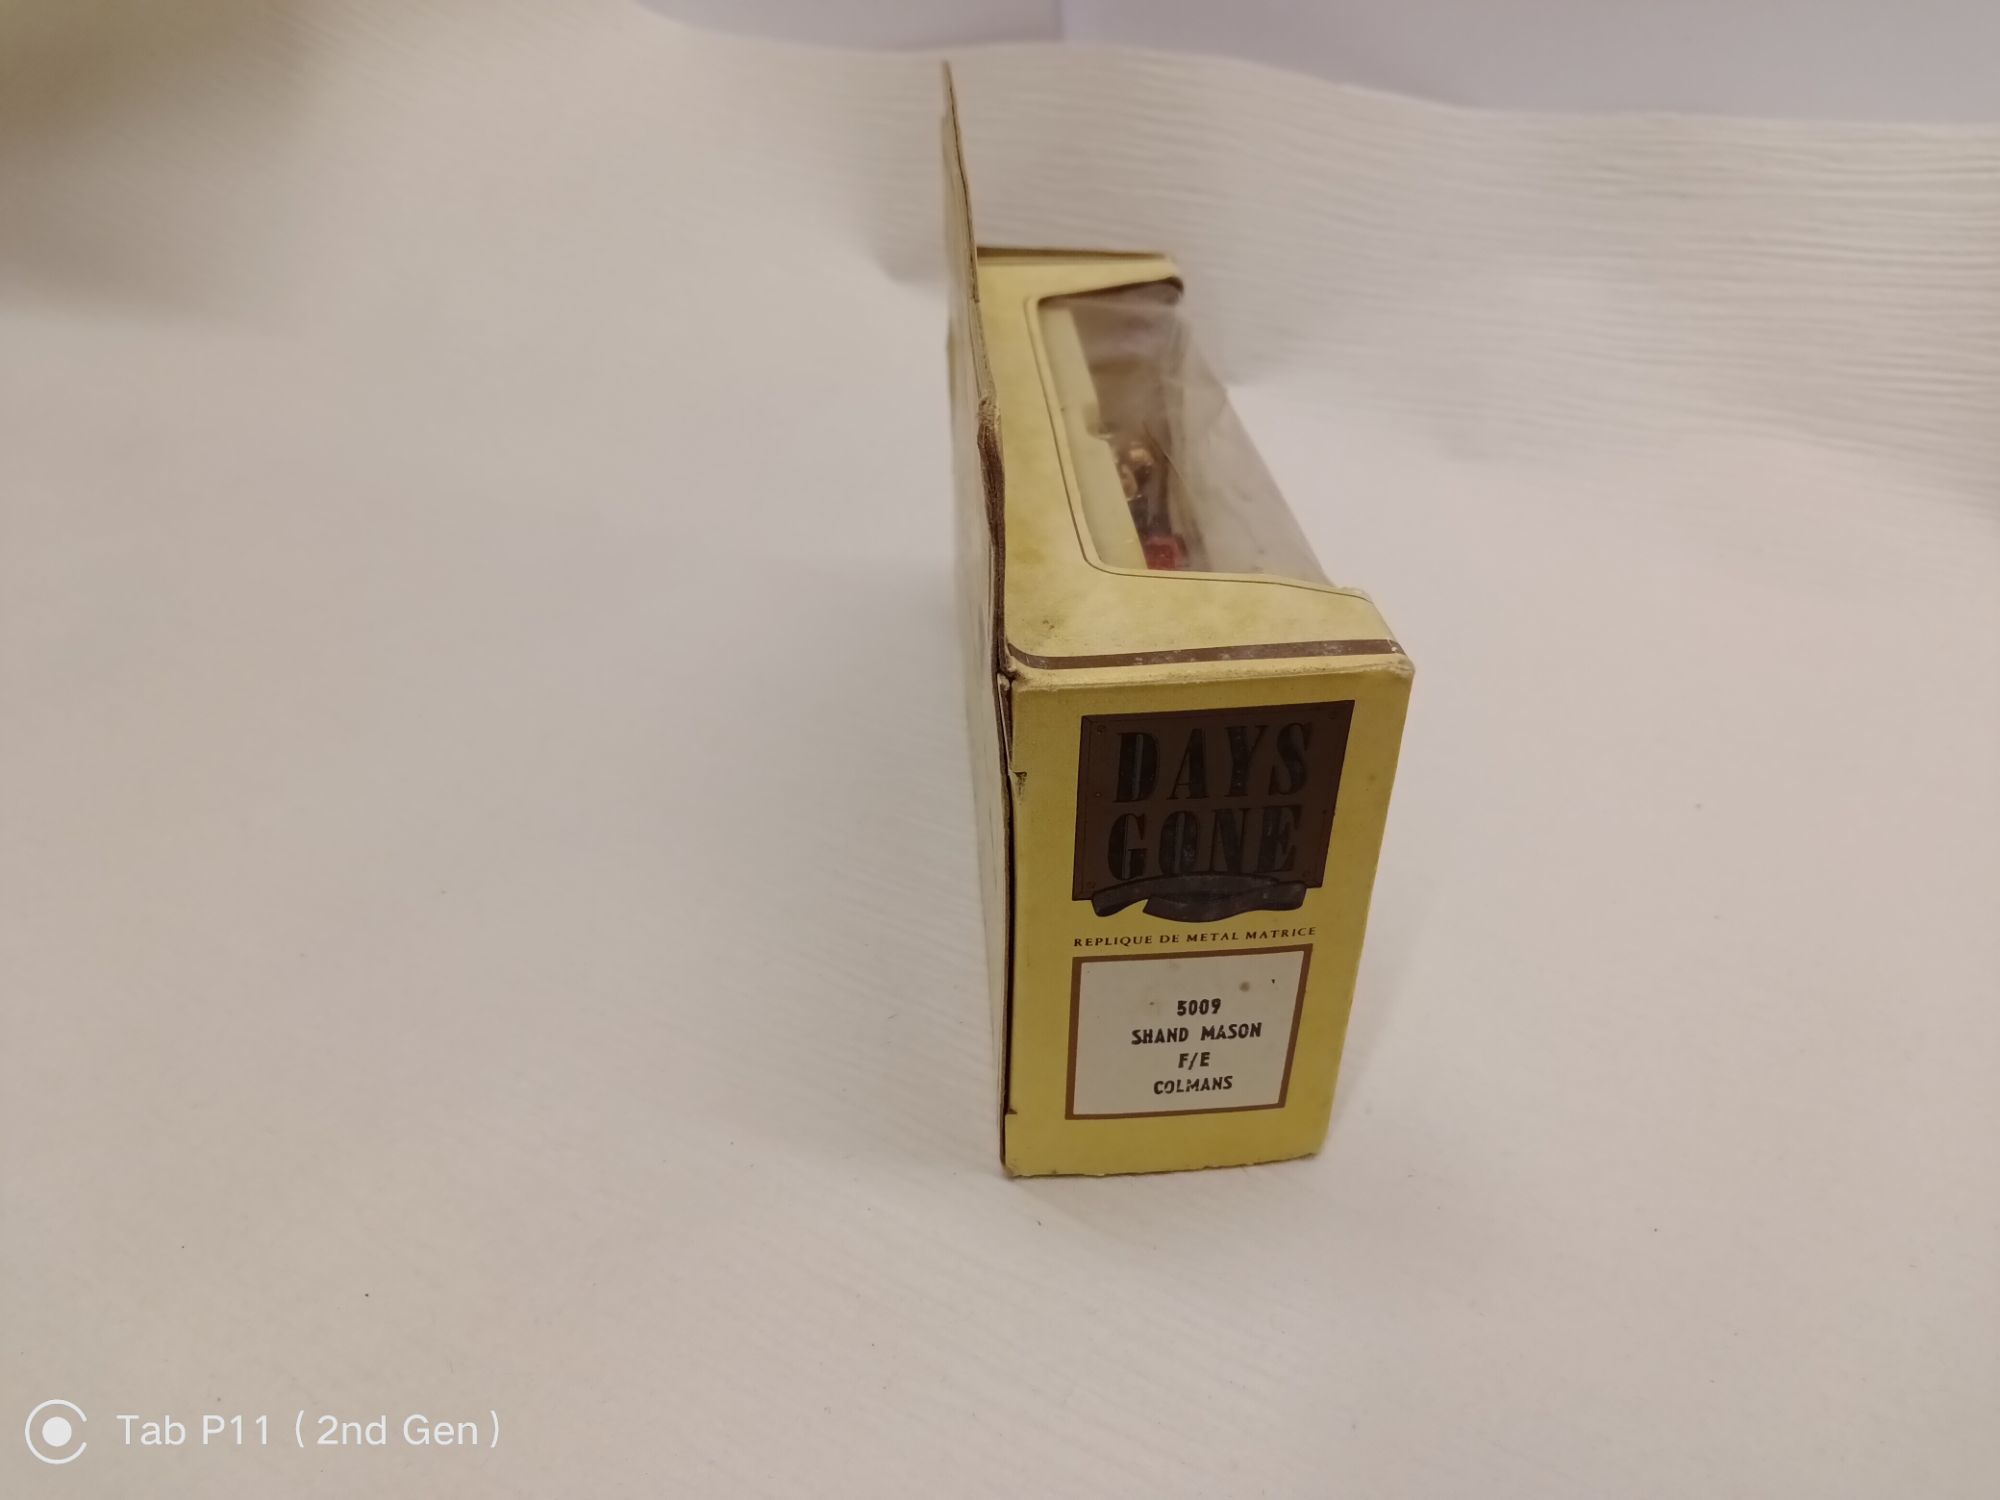 DAYS
GONE
REPLIQUE DE METAL MATRICE
5009
SHAND MASON
F/E
COLMANS
Tab P11 (2nd Gen)